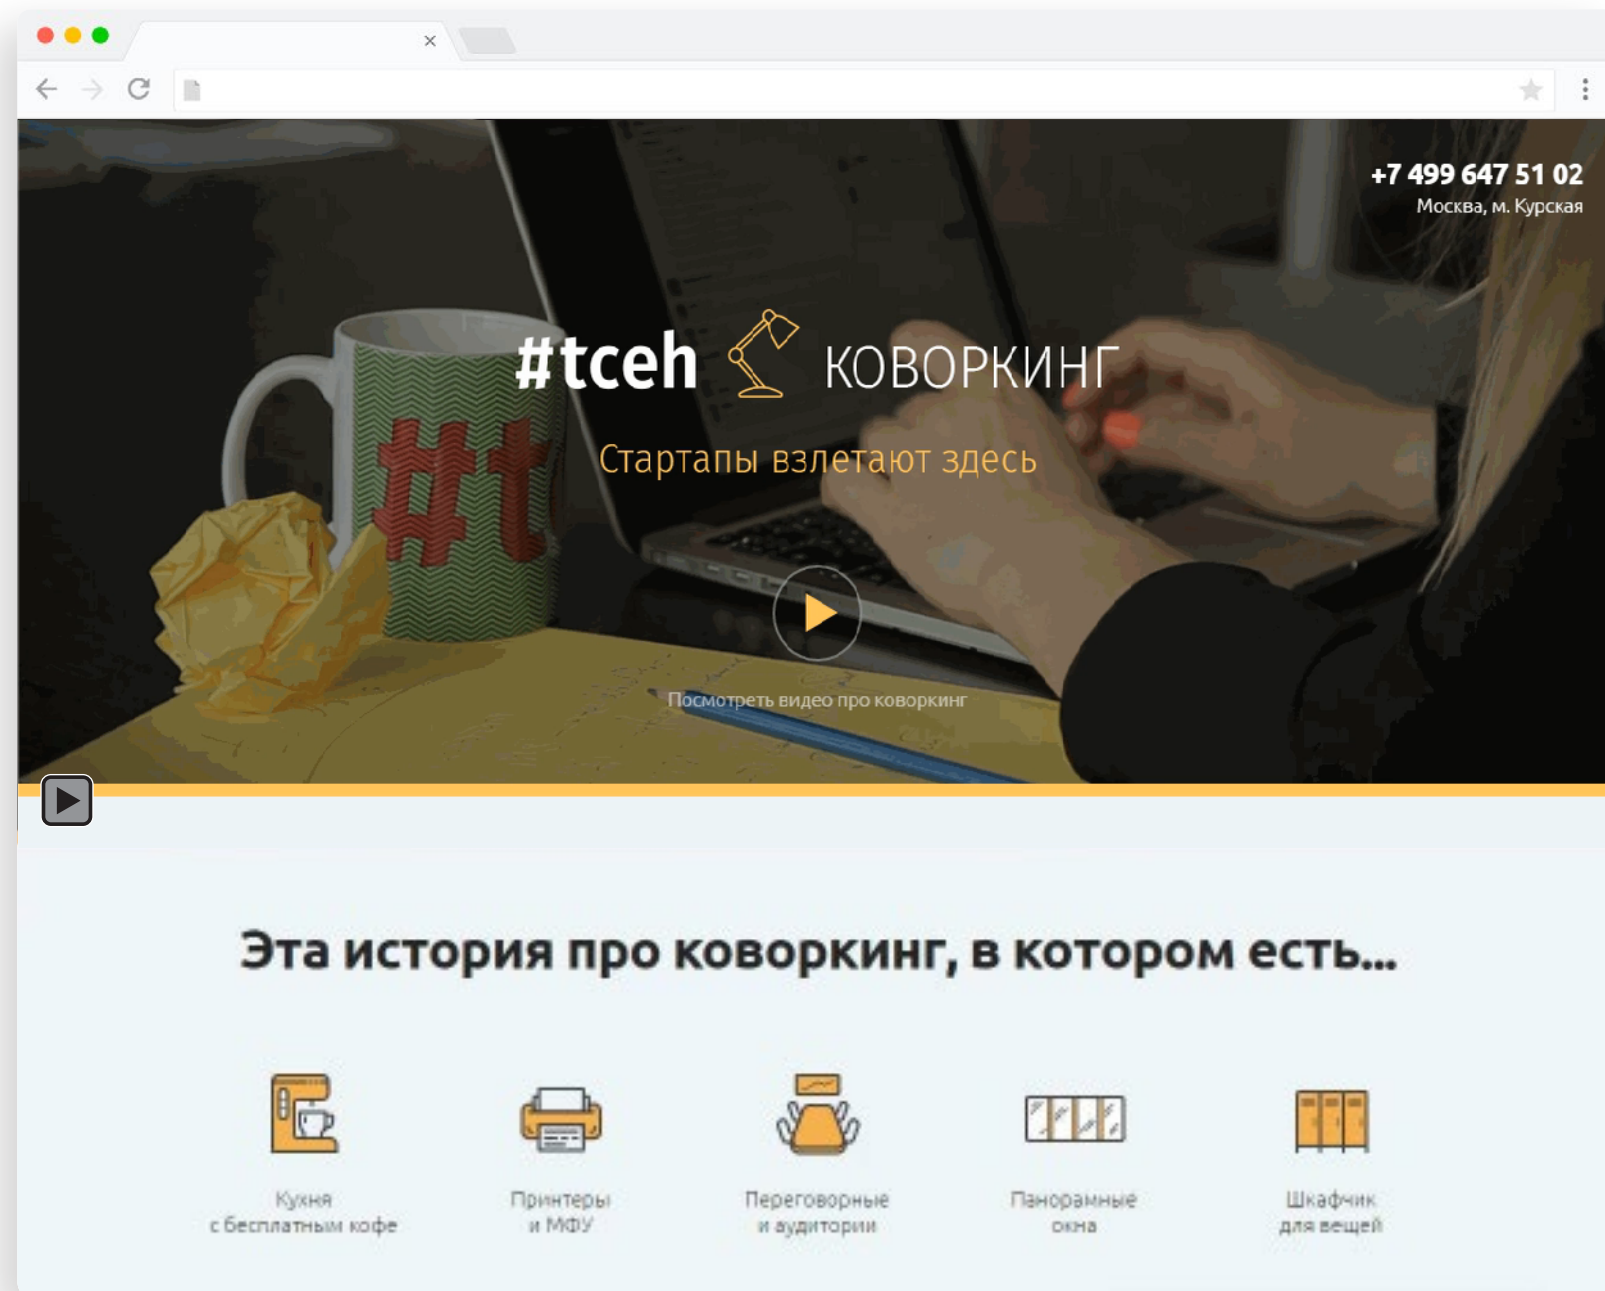 +7 499 647 51 02
Москва, м. Курская
#tceh КОВОРКИНГ
#t
Стартапы взлетают здесь
Посмотреть видео про коворкинг
Эта история про коворкинг, в котором есть...
Кухня
с бесплатным кофе
Принтеры
и МФУ
Переговорные
и аудитории
Панорамные
окна
Шкафчик
для вещей